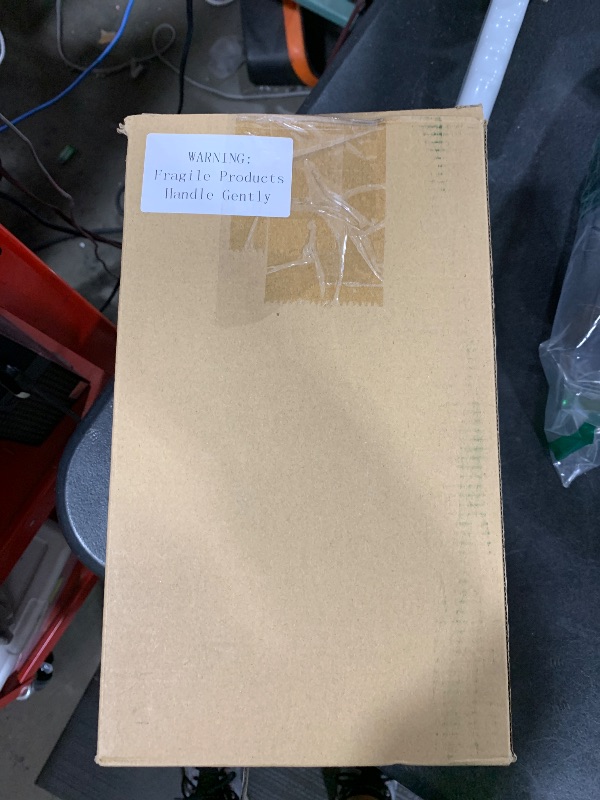 WARNING:
Fragile Products
Handle Gently